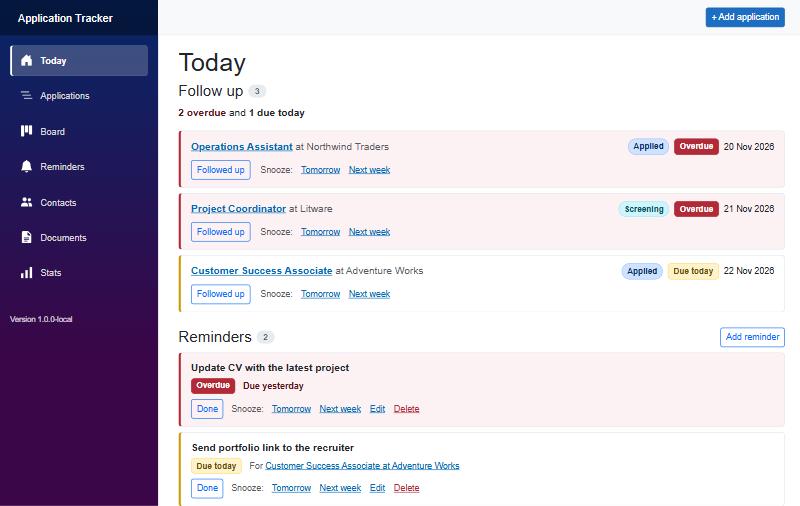 Application Tracker
+ Add application
Today
Applications
Board
Reminders
Contacts
Documents
Stats
Version 1.0.0-local
Today
Follow up 3
2 overdue and 1 due today
Operations Assistant at Northwind Traders Applied Overdue 20 Nov 2026
Followed up Snooze: Tomorrow Next week
Project Coordinator at Litware Screening Overdue 21 Nov 2026
Followed up Snooze: Tomorrow Next week
Customer Success Associate at Adventure Works Applied Due today 22 Nov 2026
Followed up Snooze: Tomorrow Next week
Reminders 2 Add reminder
Update CV with the latest project
Overdue Due yesterday
Done Snooze: Tomorrow Next week Edit Delete
Send portfolio link to the recruiter
Due today For Customer Success Associate at Adventure Works
Done Snooze: Tomorrow Next week Edit Delete